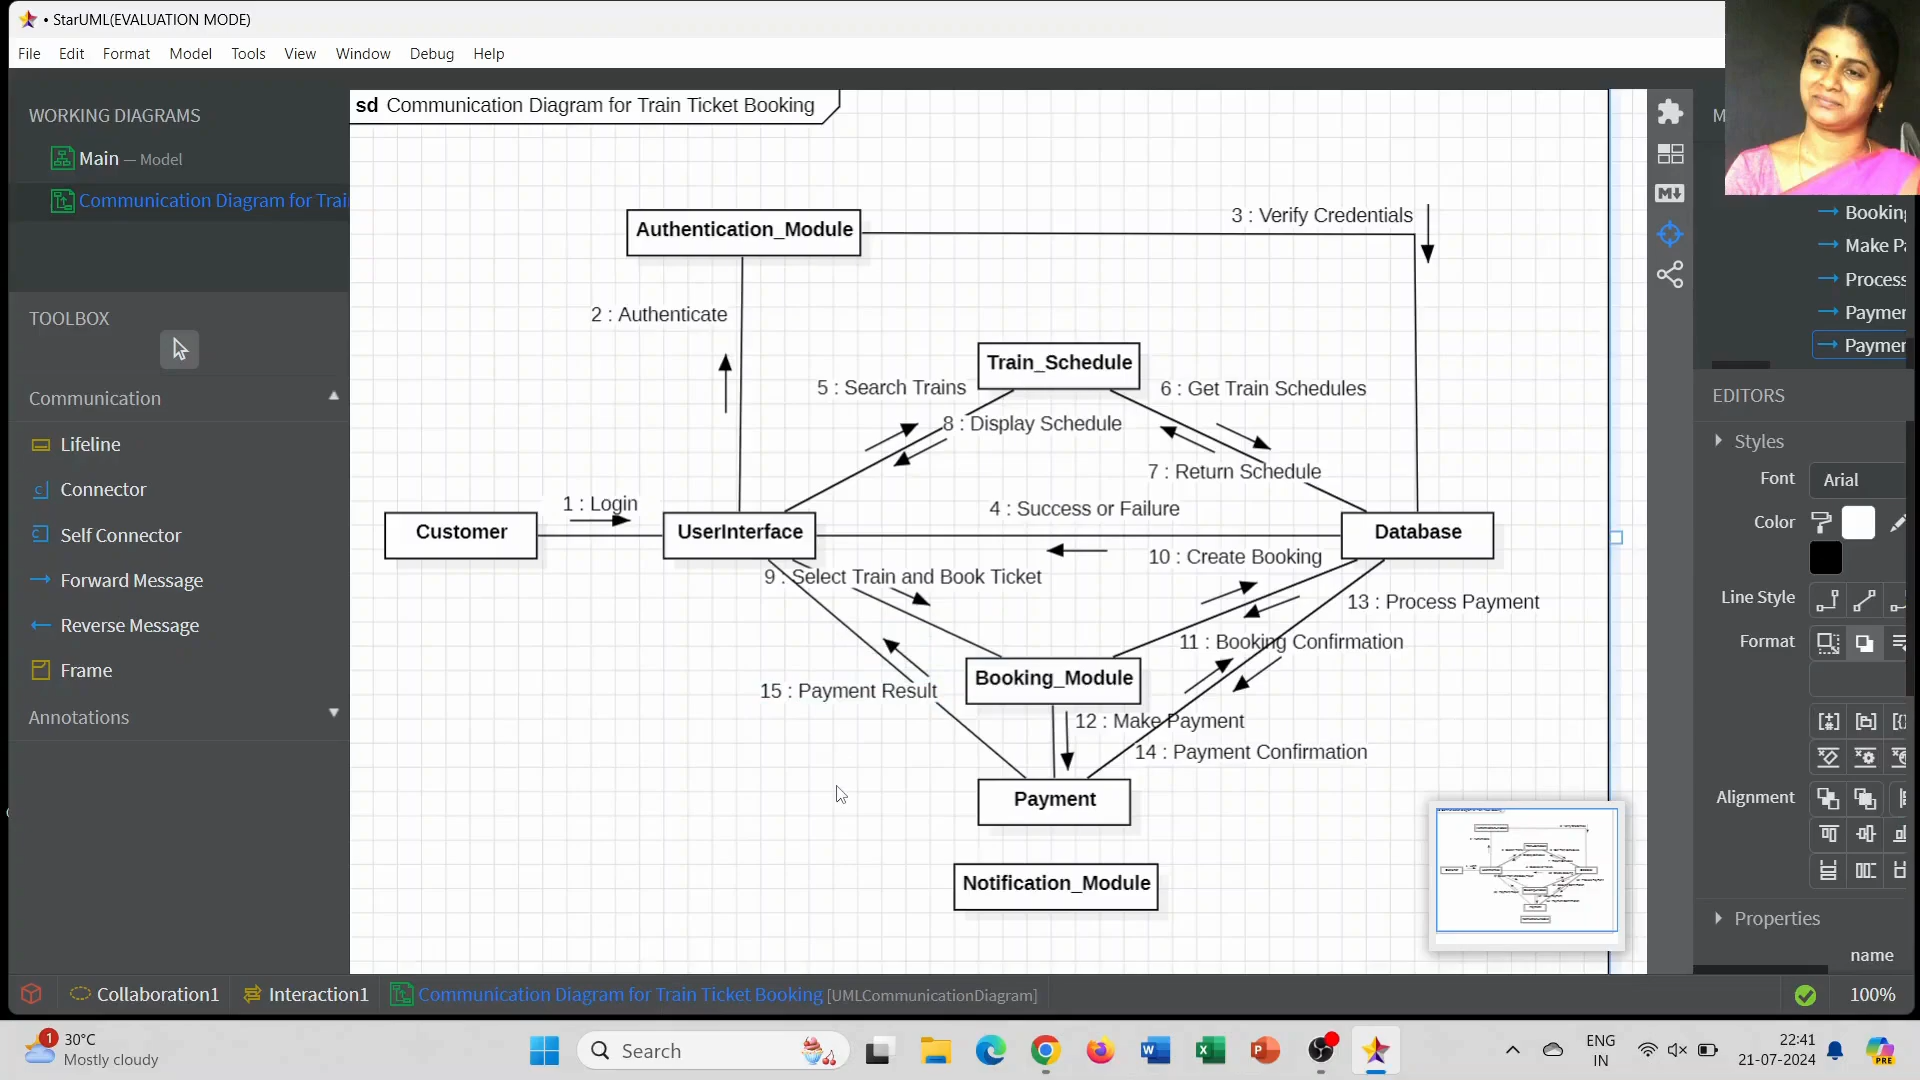 • StarUML(EVALUATION MODE)
File Edit Format Model Tools View Window Debug Help
WORKING DIAGRAMS
Main — Model
Communication Diagram for Trai
TOOLBOX
Communication
Lifeline
Connector
Self Connector
Forward Message
Reverse Message
Frame
Annotations
sd Communication Diagram for Train Ticket Booking
Authentication_Module
3 : Verify Credentials
2 : Authenticate
Train_Schedule
5 : Search Trains
6 : Get Train Schedules
8 : Display Schedule
7 : Return Schedule
1 : Login
4 : Success or Failure
Customer
UserInterface
Database
10 : Create Booking
9 : Select Train and Book Ticket
13 : Process Payment
11 : Booking Confirmation
Booking_Module
15 : Payment Result
12 : Make Payment
14 : Payment Confirmation
Payment
Notification_Module
M
Booking
Make P
Process
Paymen
Paymen
EDITORS
Styles
Font Arial
Color
Line Style
Format
Alignment
Properties
name
Collaboration1 Interaction1 Communication Diagram for Train Ticket Booking [UMLCommunicationDiagram]
100%
1
30°C
Mostly cloudy
Search
ENG
IN
22:41
21-07-2024
PRE